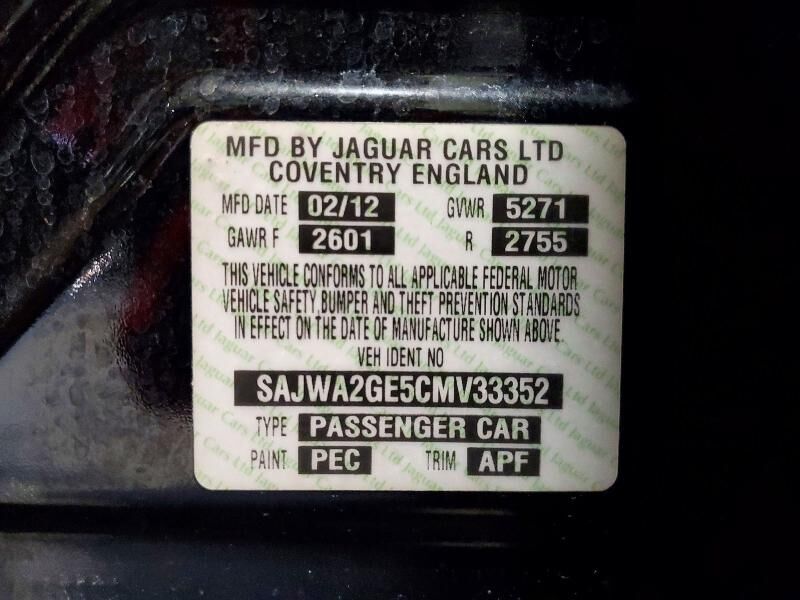 MFD BY JAGUAR CARS LTD
COVENTRY ENGLAND
MFD DATE 02/12 GVWR 5271
GAWR F 2601 R 2755
THIS VEHICLE CONFORMS TO ALL APPLICABLE FEDERAL MOTOR
VEHICLE SAFETY BUMPER AND THEFT PREVENTION STANDARDS
IN EFFECT ON THE DATE OF MANUFACTURE SHOWN ABOVE.
VEH IDENT NO
SAJWA2GE5CMV33352
TYPE PASSENGER CAR
PAINT PEC TRIM APF